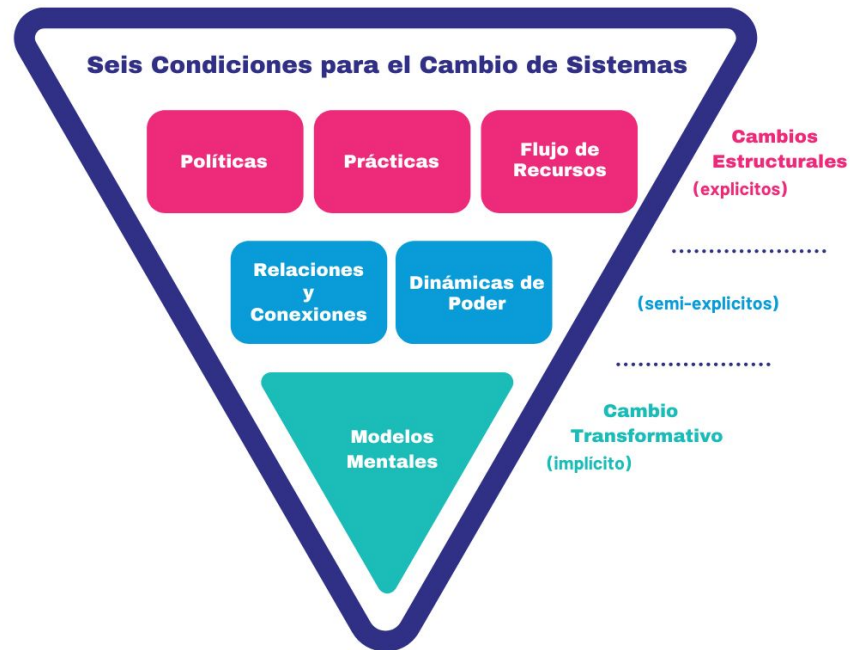 Seis Condiciones para el Cambio de Sistemas
Políticas
Prácticas
Flujo de
Recursos
Cambios
Estructurales
(explicitos)
Relaciones
y
Conexiones
Dinámicas de
Poder
(semi-explicitos)
Modelos
Mentales
Cambio
Transformativo
(implícito)